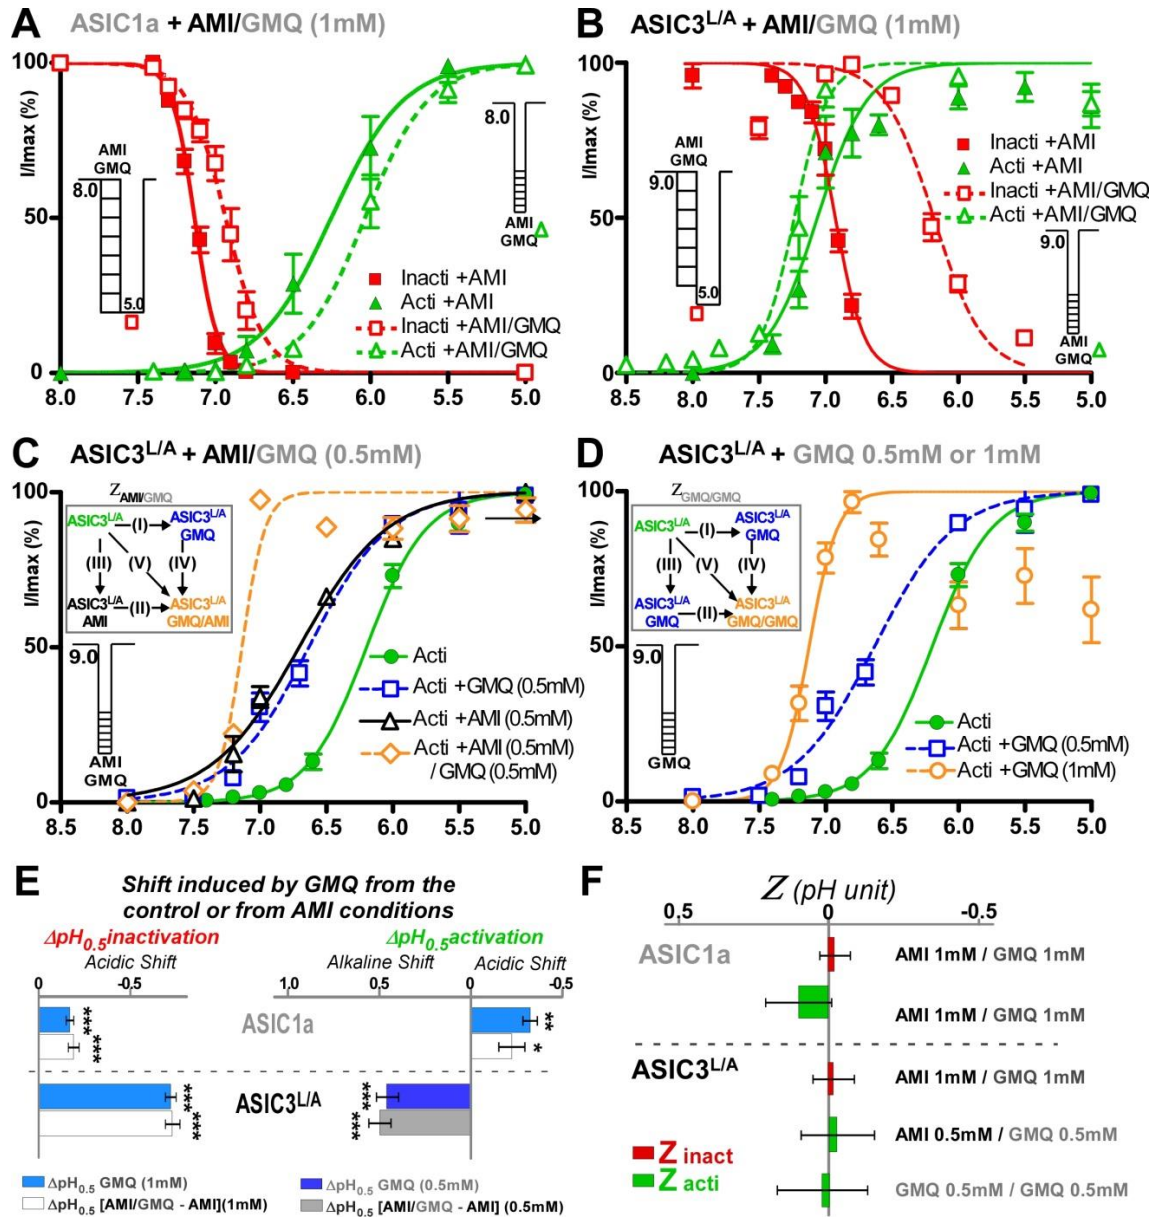 A
ASIC1a + AMI/GMQ (1mM)
I/Imax (%)
100
50
0
8.0
7.5
7.0
6.5
6.0
5.5
5.0
AMI
GMQ
8.0
5.0
8.0
AMI
GMQ
Inacti +AMI
Acti +AMI
Inacti +AMI/GMQ
Acti +AMI/GMQ
B
ASIC3L/A + AMI/GMQ (1mM)
I/Imax (%)
100
50
0
8.5
8.0
7.5
7.0
6.5
6.0
5.5
5.0
AMI
GMQ
9.0
5.0
9.0
AMI
GMQ
Inacti +AMI
Acti +AMI
Inacti +AMI/GMQ
Acti +AMI/GMQ
C
ASIC3L/A + AMI/GMQ (0.5mM)
I/Imax (%)
100
50
0
8.5
8.0
7.5
7.0
6.5
6.0
5.5
5.0
Z AMI/GMQ
ASIC3L/A
(I)
ASIC3L/A
GMQ
(III)
(V)
(IV)
ASIC3L/A
AMI
(II)
ASIC3L/A
GMQ/AMI
9.0
AMI
GMQ
Acti
Acti +GMQ (0.5mM)
Acti +AMI (0.5mM)
Acti +AMI (0.5mM)
/ GMQ (0.5mM)
D
ASIC3L/A + GMQ 0.5mM or 1mM
I/Imax (%)
100
50
0
8.5
8.0
7.5
7.0
6.5
6.0
5.5
5.0
Z GMQ/GMQ
ASIC3L/A
(I)
ASIC3L/A
GMQ
(III)
(V)
(IV)
ASIC3L/A
GMQ
(II)
ASIC3L/A
GMQ/GMQ
9.0
GMQ
Acti
Acti +GMQ (0.5mM)
Acti +GMQ (1mM)
E
Shift induced by GMQ from the
control or from AMI conditions
ΔpH0.5inactivation
ΔpH0.5activation
Acidic Shift
Alkaline Shift
Acidic Shift
0
-0.5
1,0
0.5
0
-0.5
ASIC1a
***
***
**
*
ASIC3L/A
***
***
***
***
ΔpH0.5 GMQ (1mM)
ΔpH0.5 [AMI/GMQ - AMI](1mM)
ΔpH0.5 GMQ (0.5mM)
ΔpH0.5 [AMI/GMQ - AMI] (0.5mM)
F
Z (pH unit)
0.5
0
-0.5
ASIC1a
AMI 1mM / GMQ 1mM
AMI 1mM / GMQ 1mM
ASIC3L/A
AMI 1mM / GMQ 1mM
AMI 0.5mM / GMQ 0.5mM
GMQ 0.5mM / GMQ 0.5mM
Z inact
Z acti